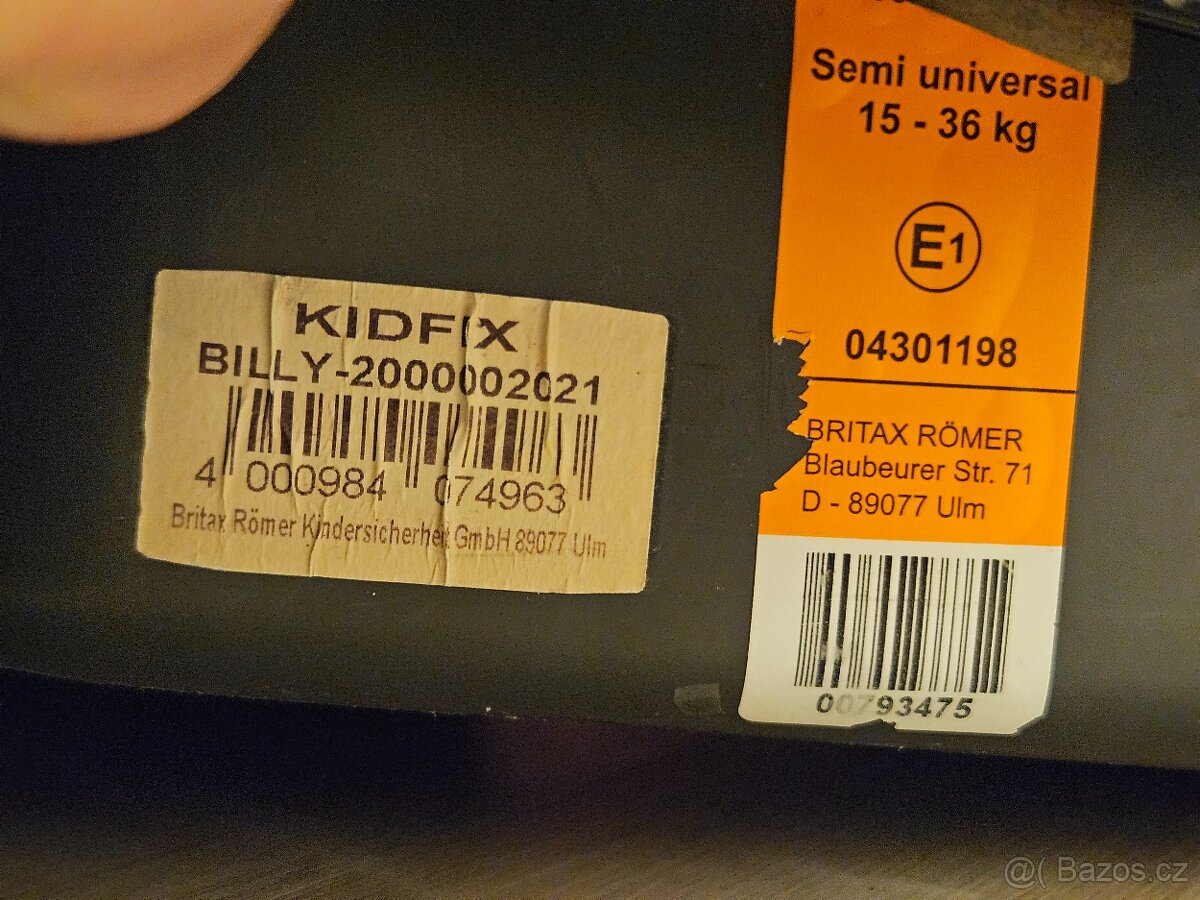 KIDFIX
BILLY-2000002021
4 000984 074963
Britax Römer Kindersicherheit GmbH 89077 Ulm
Semi universal
15 - 36 kg
E1
04301198
BRITAX RÖMER
Blaubeurer Str. 71
D - 89077 Ulm
00793475
@( Bazos.cz